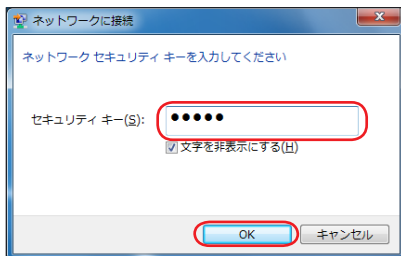 ネットワークに接続
ネットワーク セキュリティ キーを入力してください
セキュリティ キー(S): ●●●●●
文字を非表示にする(H)
OK キャンセル